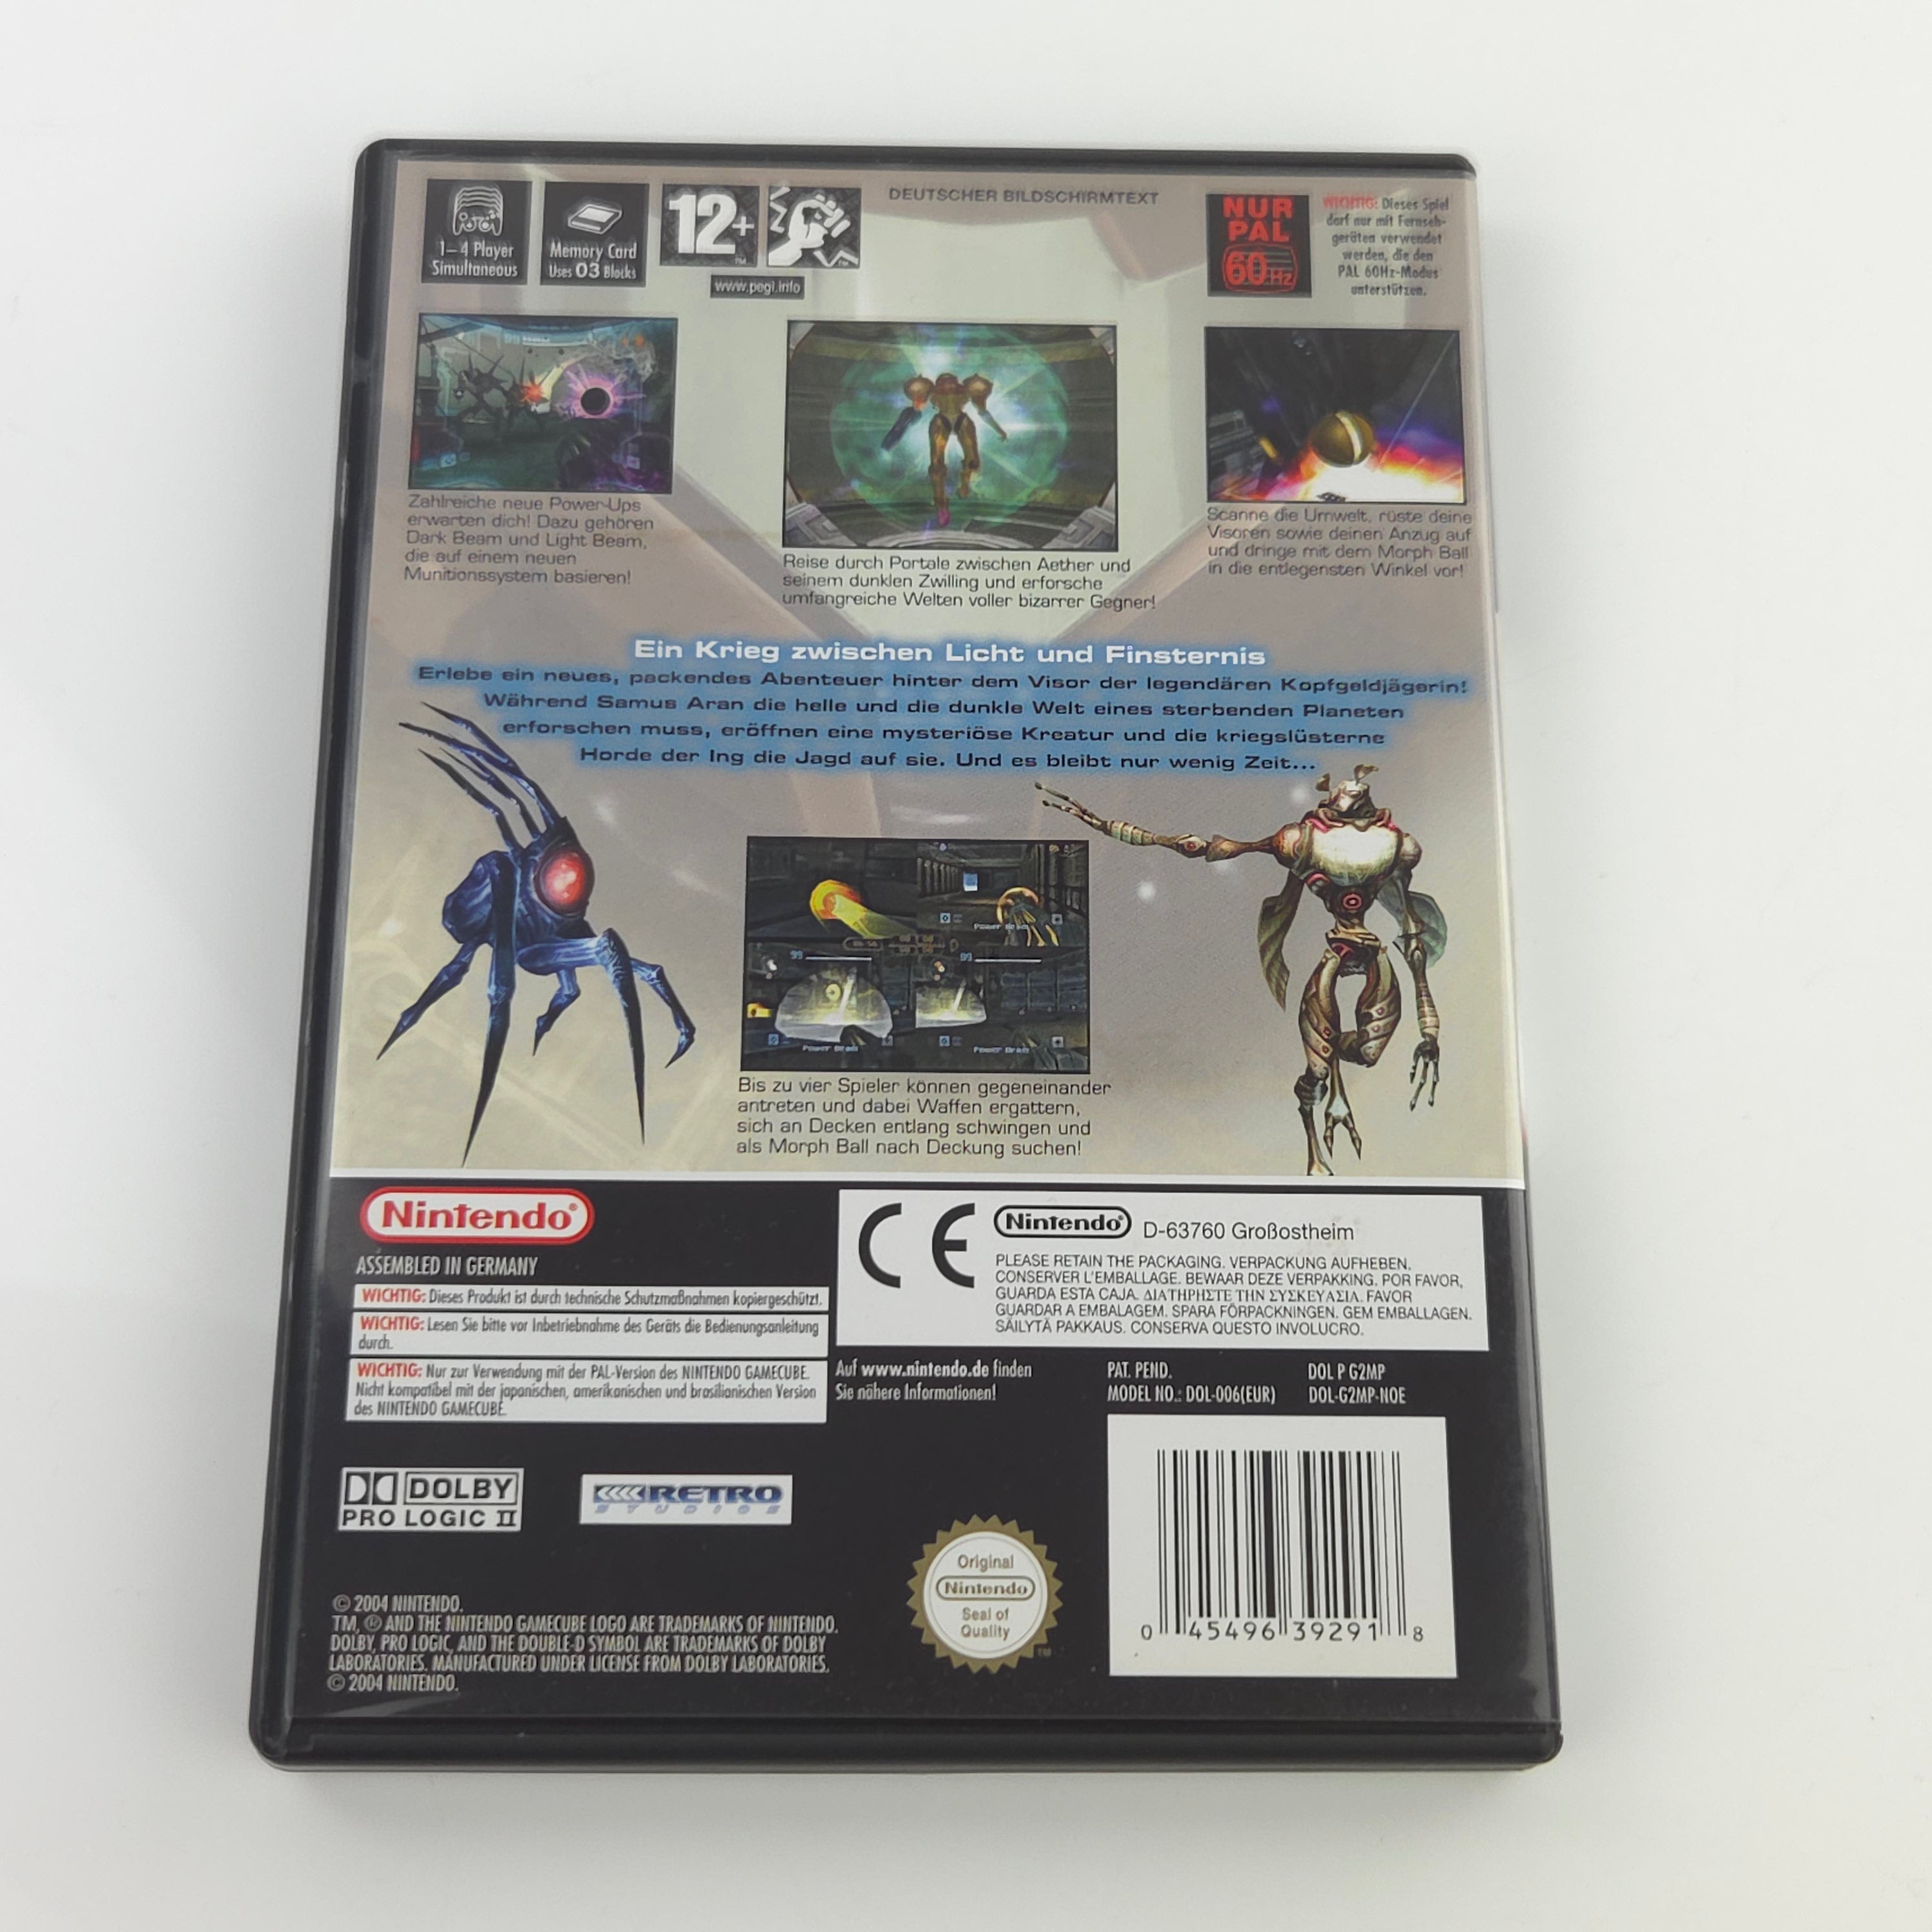 1–4 Player
Simultaneous
Memory Card
Uses 03 Blocks
12+
TM
TM
www.pegi.info
DEUTSCHER BILDSCHIRMTEXT
NUR
PAL
60Hz
WICHTIG: Dieses Spiel
darf nur mit Fernseh-
geräten verwendet
werden, die den
PAL 60Hz-Modus
unterstützen.
Zahlreiche neue Power-Ups
erwarten dich! Dazu gehören
Dark Beam und Light Beam,
die auf einem neuen
Munitionssystem basieren!
Reise durch Portale zwischen Aether und
seinem dunklen Zwilling und erforsche
umfangreiche Welten voller bizarrer Gegner!
Scanne die Umwelt, rüste deine
Visoren sowie deinen Anzug auf
und dringe mit dem Morph Ball
in die entlegensten Winkel vor!
Ein Krieg zwischen Licht und Finsternis
Erlebe ein neues, packendes Abenteuer hinter dem Visor der legendären Kopfgeldjägerin!
Während Samus Aran die helle und die dunkle Welt eines sterbenden Planeten
erforschen muss, eröffnen eine mysteriöse Kreatur und die kriegslüsterne
Horde der Ing die Jagd auf sie. Und es bleibt nur wenig Zeit...
Power Beam
99
99
Power Beam
Power Beam
Bis zu vier Spieler können gegeneinander
antreten und dabei Waffen ergattern,
sich an Decken entlang schwingen und
als Morph Ball nach Deckung suchen!
Nintendo®
ASSEMBLED IN GERMANY
WICHTIG: Dieses Produkt ist durch technische Schutzmaßnahmen kopiergeschützt.
WICHTIG: Lesen Sie bitte vor Inbetriebnahme des Geräts die Bedienungsanleitung
durch.
WICHTIG: Nur zur Verwendung mit der PAL-Version des NINTENDO GAMECUBE.
Nicht kompatibel mit der japanischen, amerikanischen und brasilianischen Version
des NINTENDO GAMECUBE.
CE
Nintendo® D-63760 Großostheim
PLEASE RETAIN THE PACKAGING. VERPACKUNG AUFHEBEN.
CONSERVER L'EMBALLAGE. BEWAAR DEZE VERPAKKING. POR FAVOR,
GUARDA ESTA CAJA. ΔΙΑΤΗΡΗΣΤΕ ΤΗΝ ΣΥΣΚΕΥΑΣΙΑ. FAVOR
GUARDAR A EMBALAGEM. SPARA FÖRPACKNINGEN. GEM EMBALLAGEN.
SÄILYTÄ PAKKAUS. CONSERVA QUESTO INVOLUCRO.
Auf www.nintendo.de finden
Sie nähere Informationen!
PAT. PEND.
MODEL NO.: DOL-006(EUR)
DOL P G2MP
DOL-G2MP-NOE
DOLBY
PRO LOGIC II
RETRO
STUDIOS
Original
Nintendo
Seal of
Quality
TM
0 45496 39291 8
© 2004 NINTENDO.
TM, ® AND THE NINTENDO GAMECUBE LOGO ARE TRADEMARKS OF NINTENDO.
DOLBY, PRO LOGIC, AND THE DOUBLE-D SYMBOL ARE TRADEMARKS OF DOLBY
LABORATORIES. MANUFACTURED UNDER LICENSE FROM DOLBY LABORATORIES.
© 2004 NINTENDO.